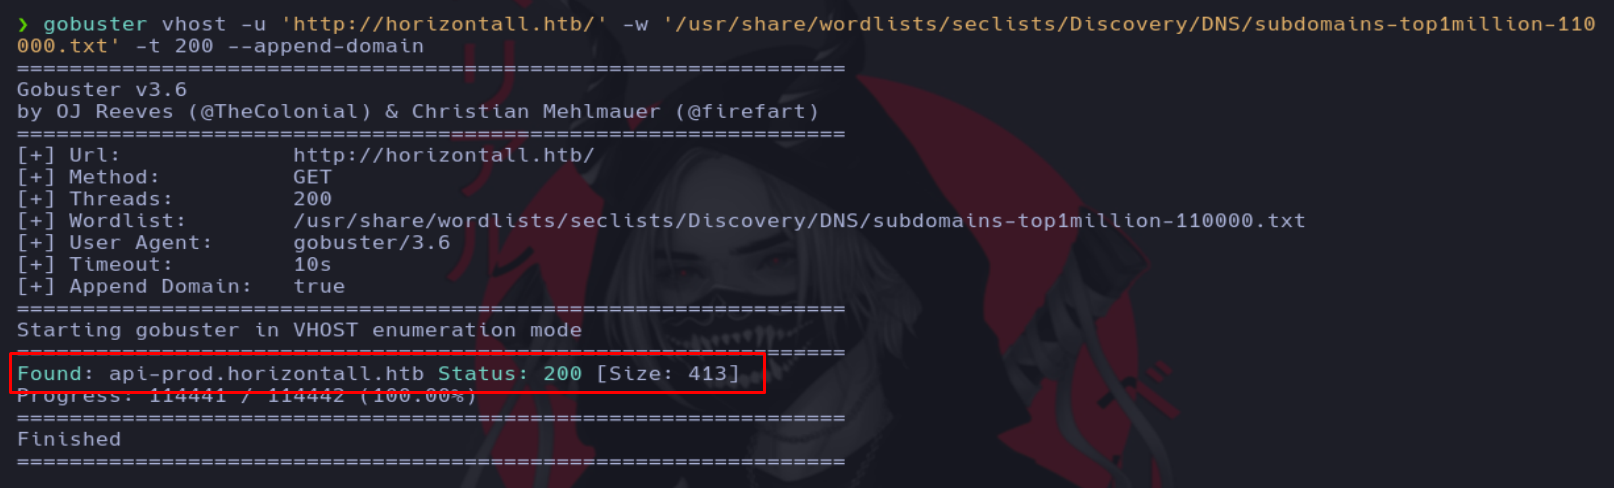 ❯ gobuster vhost -u 'http://horizontall.htb/' -w '/usr/share/wordlists/seclists/Discovery/DNS/subdomains-top1million-110
000.txt' -t 200 --append-domain
===============================================================
Gobuster v3.6
by OJ Reeves (@TheColonial) & Christian Mehlmauer (@firefart)
===============================================================
[+] Url:             http://horizontall.htb/
[+] Method:          GET
[+] Threads:         200
[+] Wordlist:        /usr/share/wordlists/seclists/Discovery/DNS/subdomains-top1million-110000.txt
[+] User Agent:      gobuster/3.6
[+] Timeout:         10s
[+] Append Domain:   true
===============================================================
Starting gobuster in VHOST enumeration mode
===============================================================
Found: api-prod.horizontall.htb Status: 200 [Size: 413]
Progress: 114441 / 114442 (100.00%)
===============================================================
Finished
===============================================================